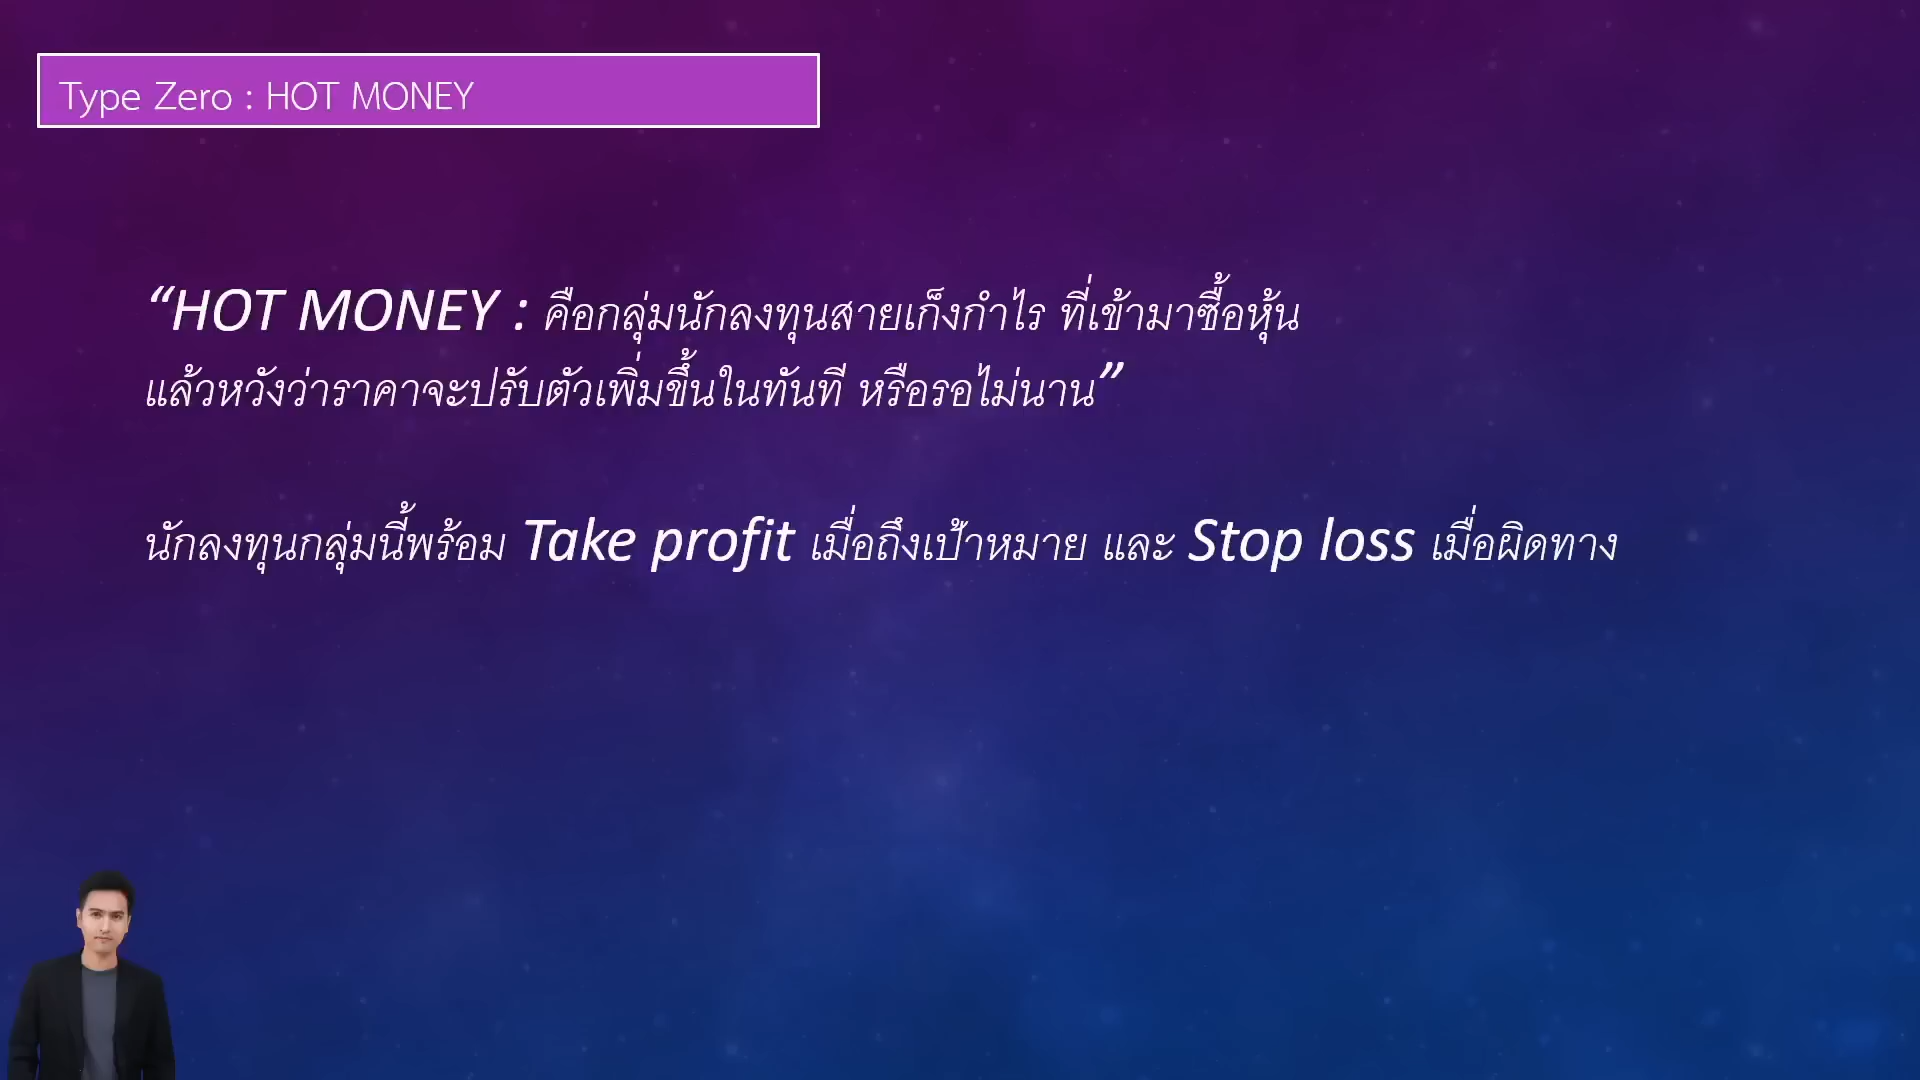 Type Zero : HOT MONEY
“HOT MONEY : คือกลุ่มนักลงทุนสายเก็งกำไร ที่เข้ามาซื้อหุ้น
แล้วหวังว่าราคาจะปรับตัวเพิ่มขึ้นในทันที หรือรอไม่นาน”
นักลงทุนกลุ่มนี้พร้อม Take profit เมื่อถึงเป้าหมาย และ Stop loss เมื่อผิดทาง